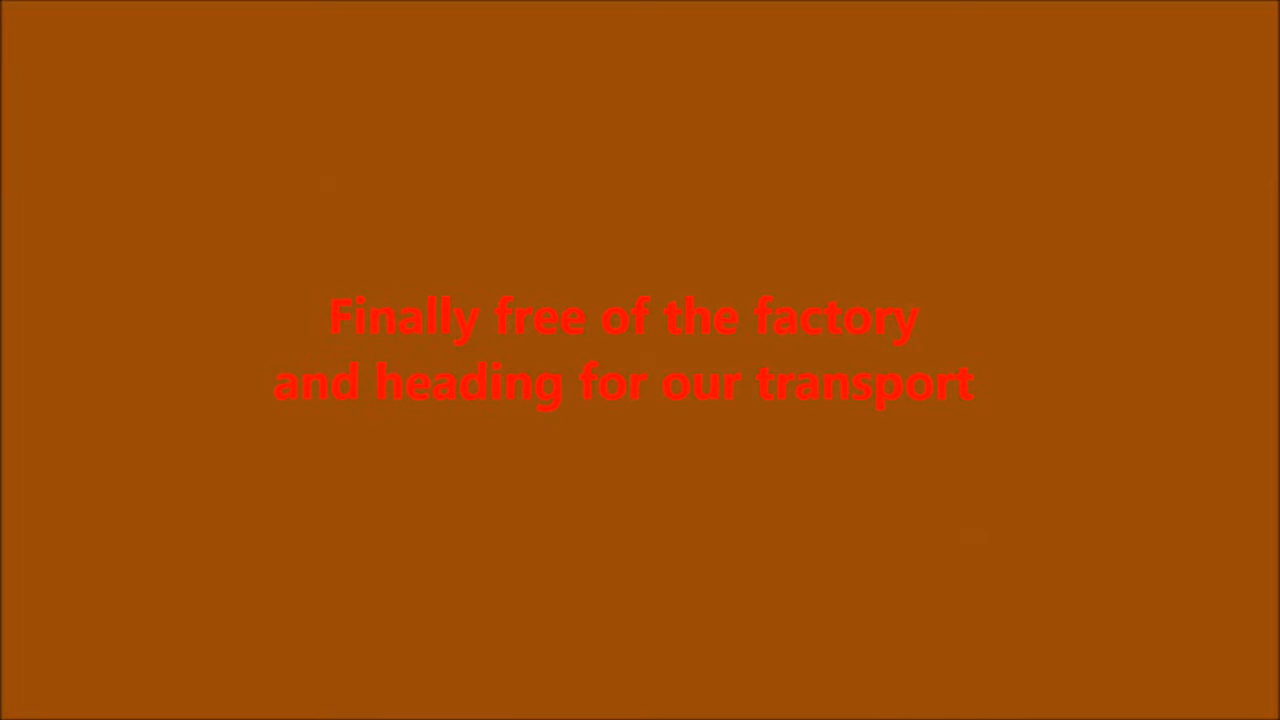 Finally free of the factory
and heading for our transport